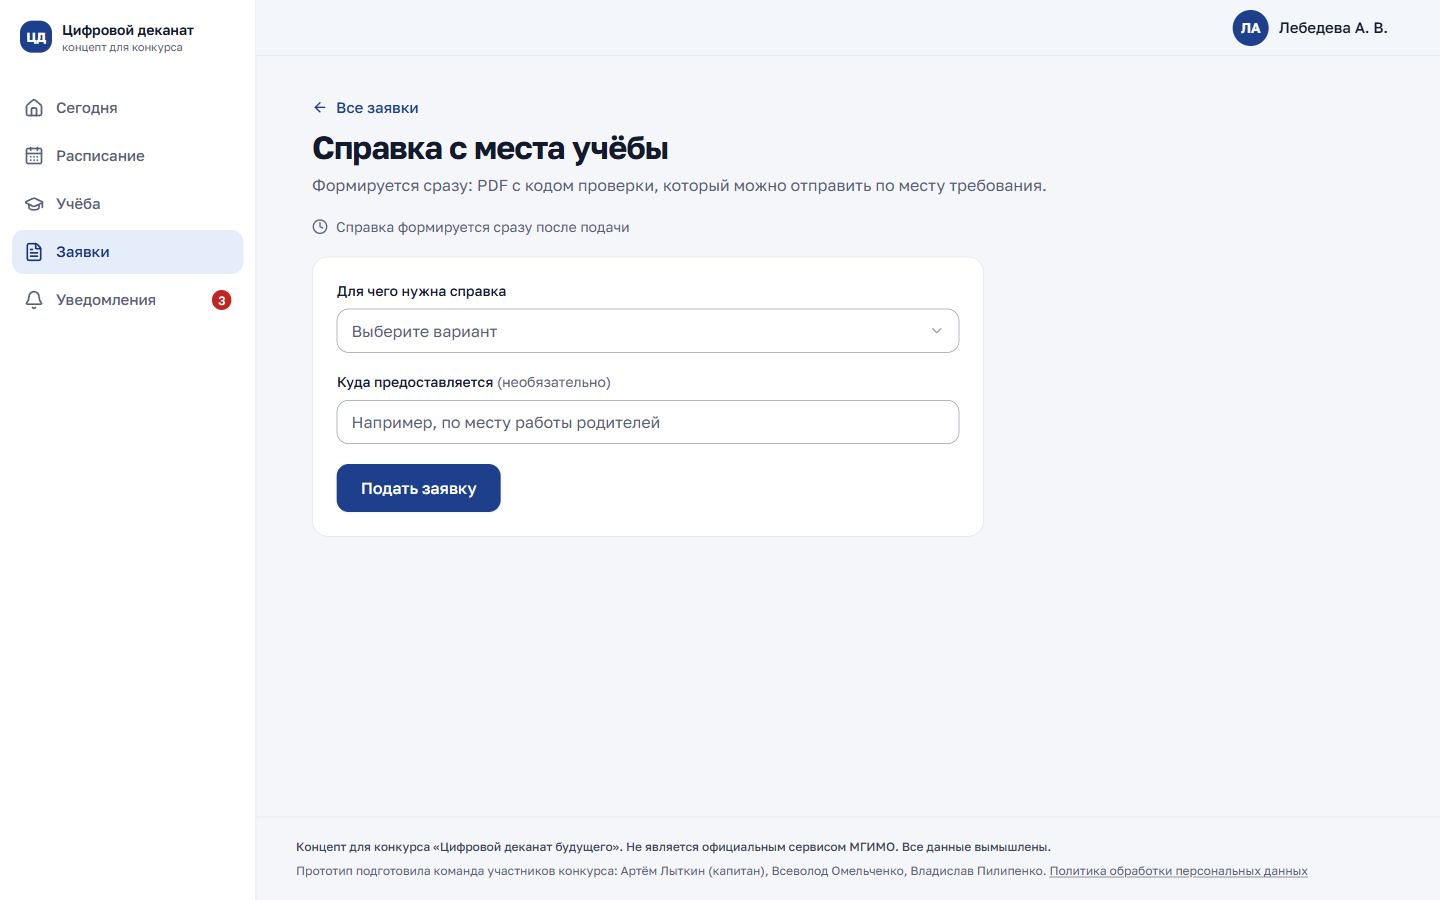 ЦД
Цифровой деканат
концепт для конкурса
Сегодня
Расписание
Учёба
Заявки
Уведомления 3
ЛА Лебедева А. В.
Все заявки
Справка с места учёбы
Формируется сразу: PDF с кодом проверки, который можно отправить по месту требования.
Справка формируется сразу после подачи
Для чего нужна справка
Выберите вариант
Куда предоставляется (необязательно)
Например, по месту работы родителей
Подать заявку
Концепт для конкурса «Цифровой деканат будущего». Не является официальным сервисом МГИМО. Все данные вымышлены.
Прототип подготовила команда участников конкурса: Артём Лыткин (капитан), Всеволод Омельченко, Владислав Пилипенко. Политика обработки персональных данных